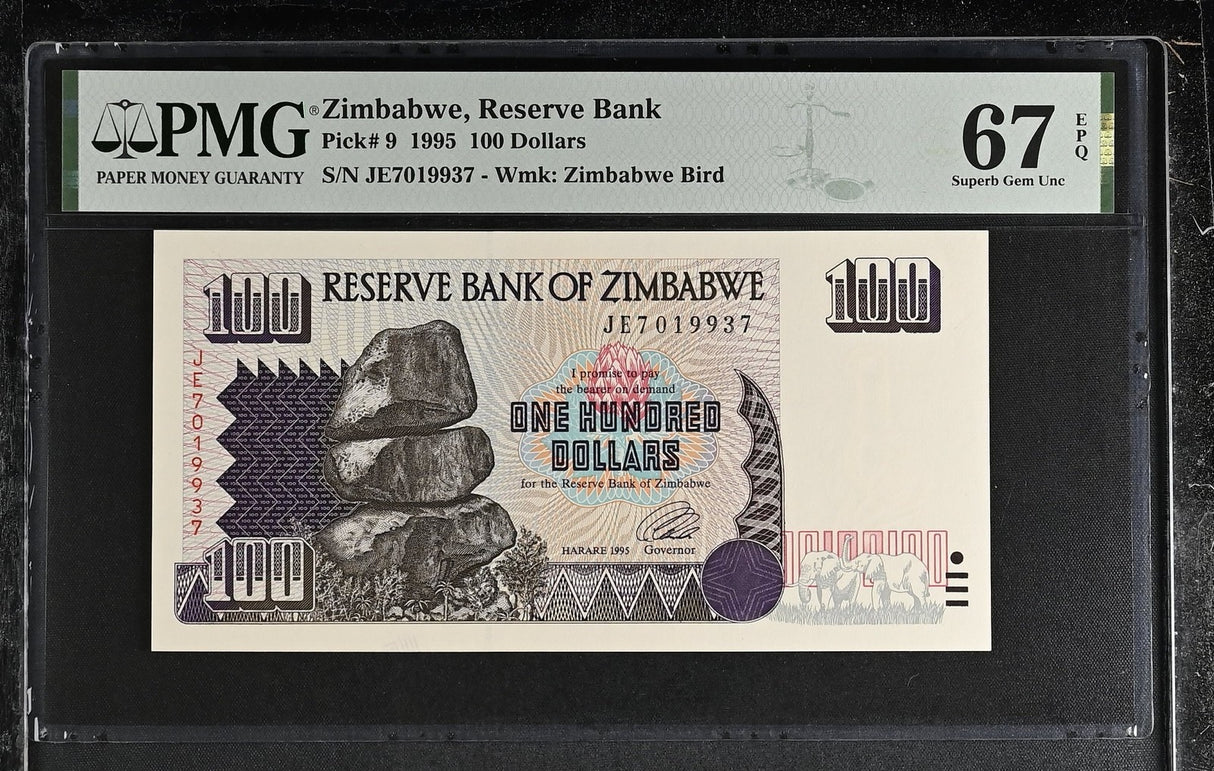 PMG®
PAPER MONEY GUARANTY
Zimbabwe, Reserve Bank
Pick# 9 1995 100 Dollars
S/N JE7019937 - Wmk: Zimbabwe Bird
67
EPQ
Superb Gem Unc
100
RESERVE BANK OF ZIMBABWE
100
JE7019937
JE7019937
I promise to pay
the bearer on demand
ONE HUNDRED
DOLLARS
for the Reserve Bank of Zimbabwe
HARARE 1995 Governor
100